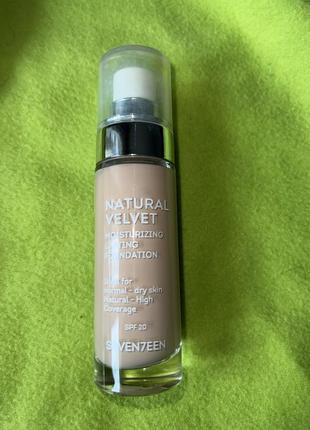 NATURAL
VELVET
MOISTURIZING
LASTING
FOUNDATION
Ideal for
normal - dry skin
Natural - High
Coverage
SPF 20
SEVEN7EEN